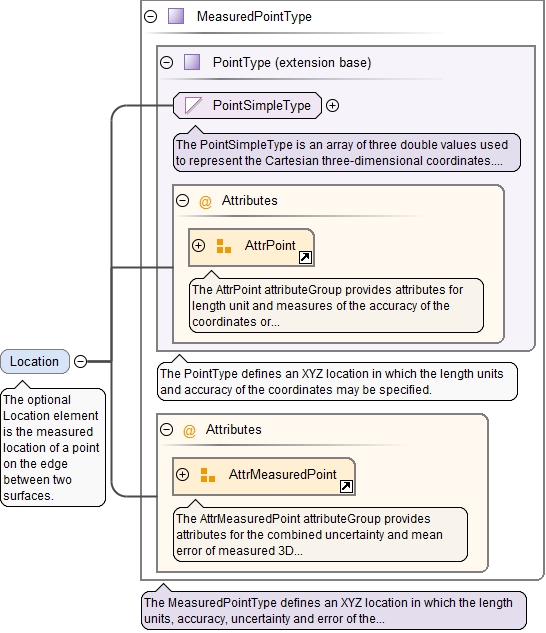 MeasuredPointType
PointType (extension base)
PointSimpleType
The PointSimpleType is an array of three double values used
to represent the Cartesian three-dimensional coordinates....
@ Attributes
AttrPoint
The AttrPoint attributeGroup provides attributes for
length unit and measures of the accuracy of the
coordinates or...
Location
The optional
Location element
is the measured
location of a point
on the edge
between two
surfaces.
The PointType defines an XYZ location in which the length units
and accuracy of the coordinates may be specified.
@ Attributes
AttrMeasuredPoint
The AttrMeasuredPoint attributeGroup provides
attributes for the combined uncertainty and mean
error of measured 3D...
The MeasuredPointType defines an XYZ location in which the length
units, accuracy, uncertainty and error of the...